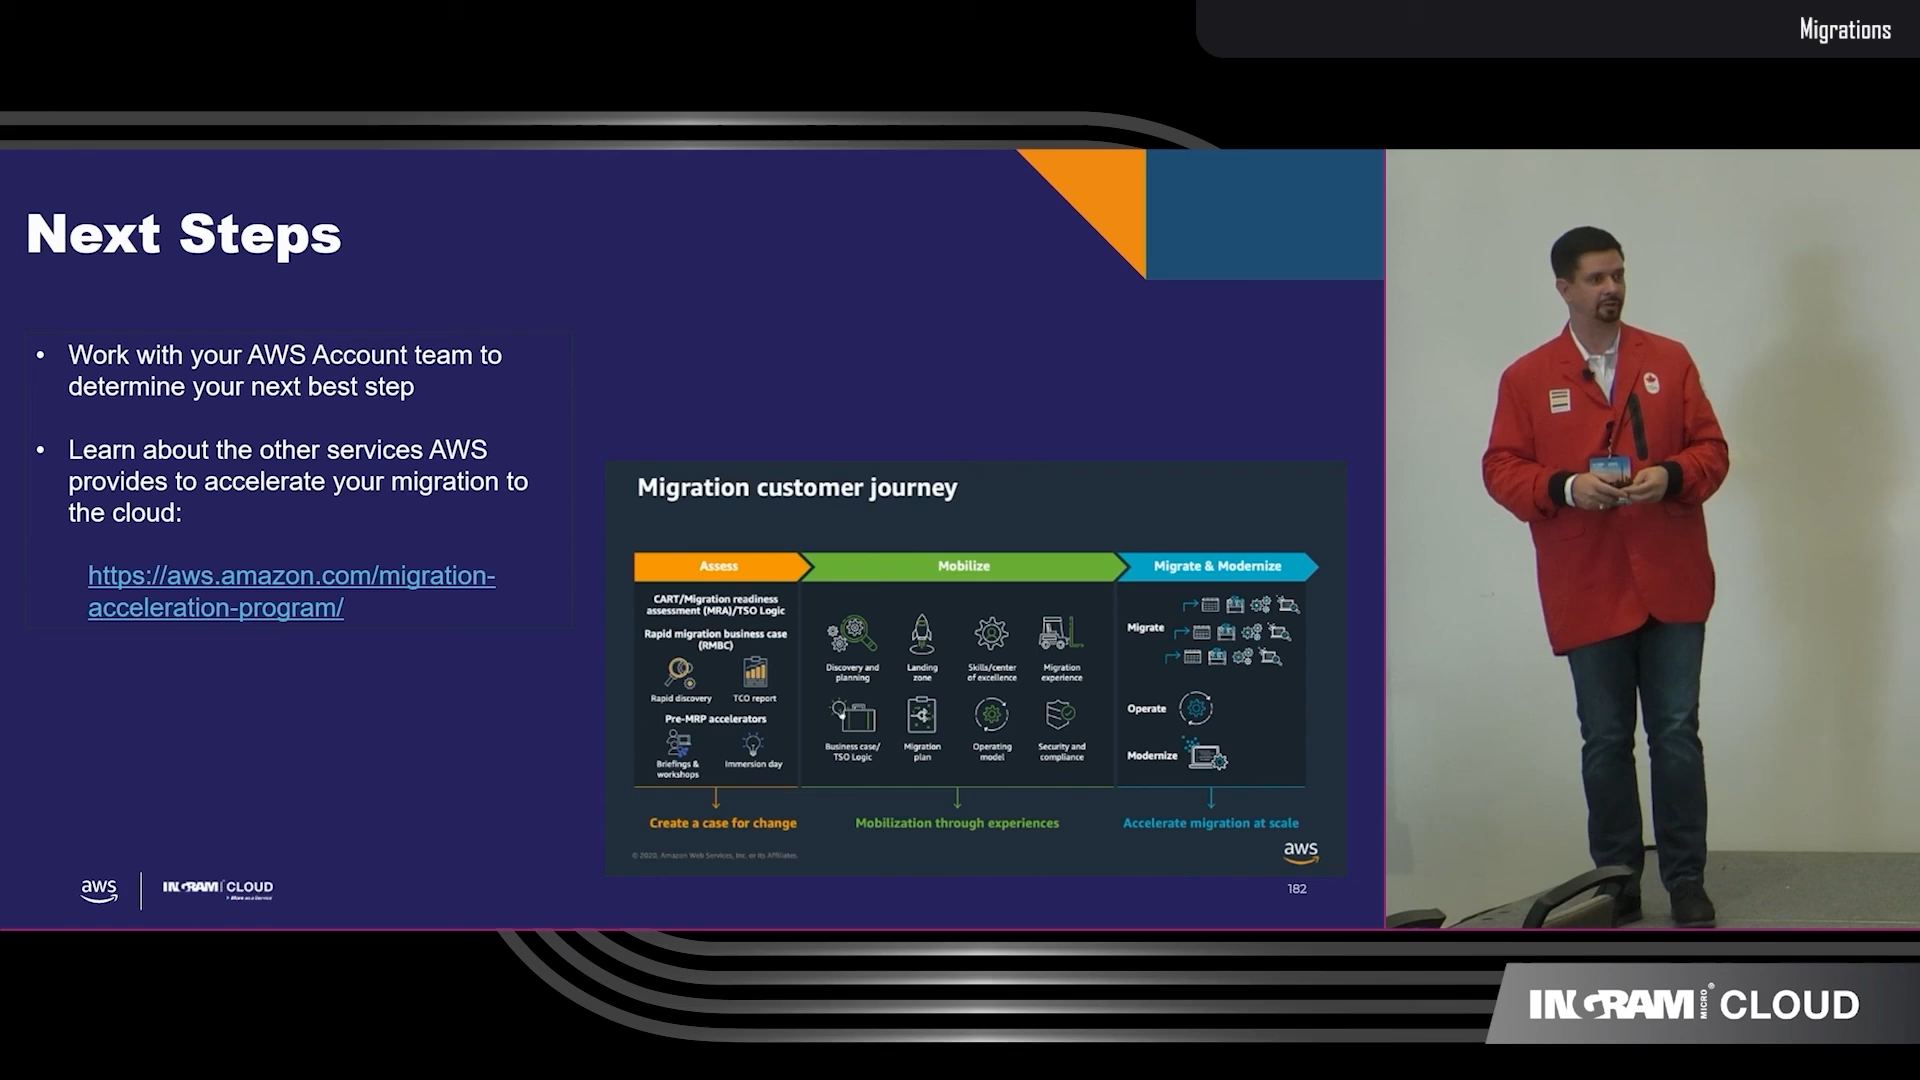 Migrations
Next Steps
• Work with your AWS Account team to
determine your next best step
• Learn about the other services AWS
provides to accelerate your migration to
the cloud:
https://aws.amazon.com/migration-
acceleration-program/
Migration customer journey
Assess
Mobilize
Migrate & Modernize
CART/Migration readiness
assessment (MRA)/TSO Logic
Rapid migration business case
(RMBC)
Rapid discovery
TCO report
Pre-MRP accelerators
Briefings &
workshops
Immersion day
Discovery and
planning
Landing
zone
Skills/center
of excellence
Migration
experience
Business case/
TSO Logic
Migration
plan
Operating
model
Security and
compliance
Migrate
Operate
Modernize
Create a case for change
Mobilization through experiences
Accelerate migration at scale
© 2020, Amazon Web Services, Inc. or its Affiliates.
aws
182
aws
INGRAM CLOUD
More as a Service
INGRAM MICRO® CLOUD